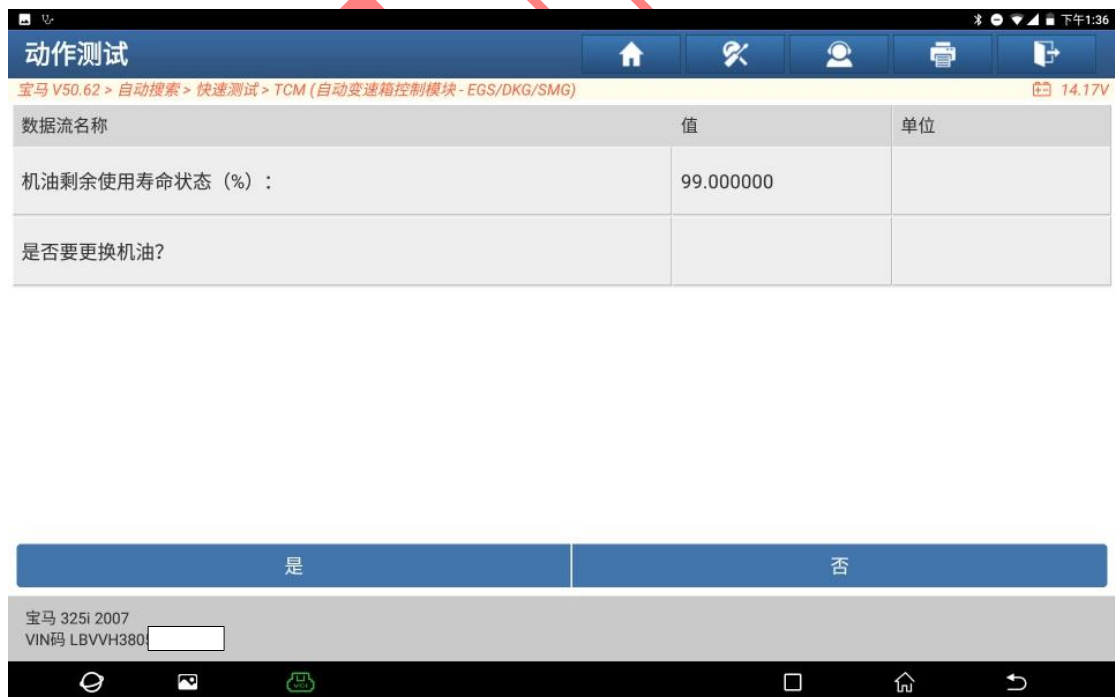 下午1:36
动作测试
宝马 V50.62 > 自动搜索 > 快速测试 > TCM (自动变速箱控制模块 - EGS/DKG/SMG)
14.17V
数据流名称 值 单位
机油剩余使用寿命状态（%）： 99.000000
是否要更换机油？
是 否
宝马 325i 2007
VIN码 LBVVH380
VCI